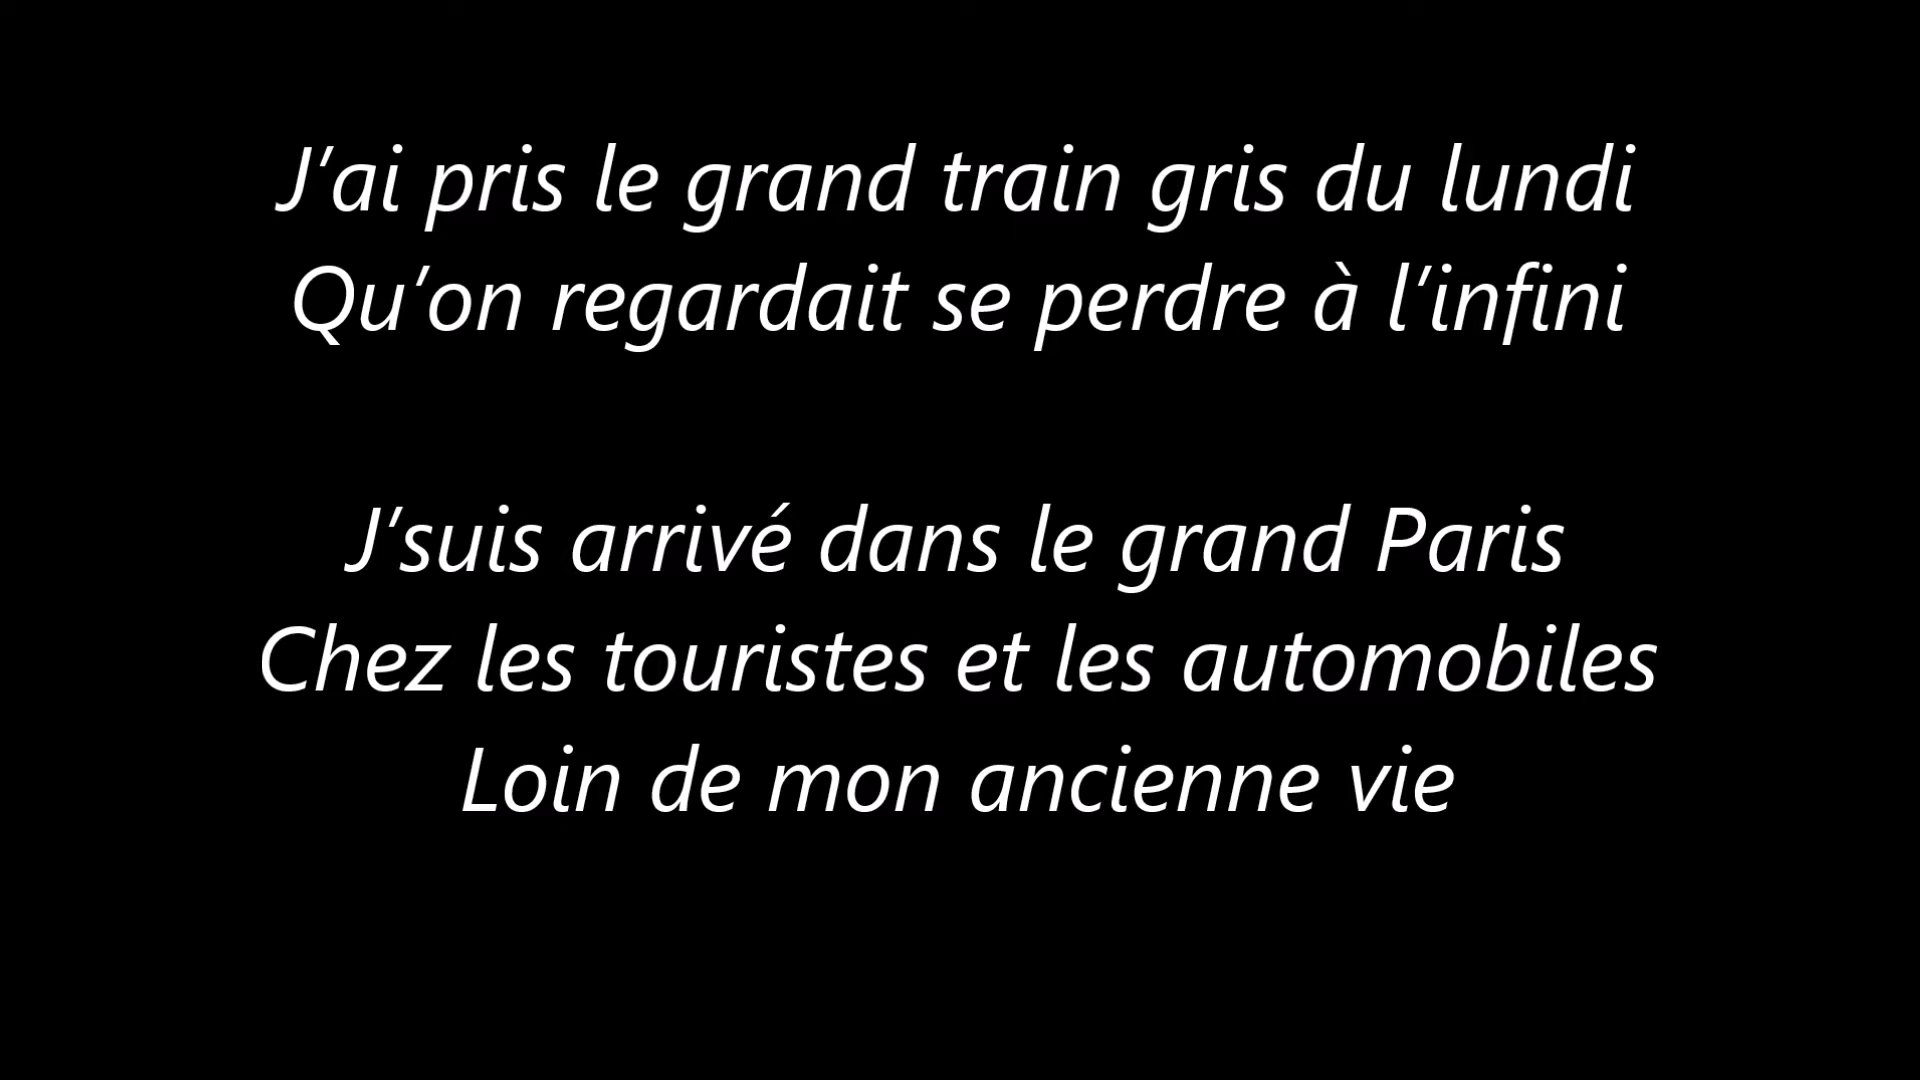 J’ai pris le grand train gris du lundi
Qu’on regardait se perdre à l’infini
J’suis arrivé dans le grand Paris
Chez les touristes et les automobiles
Loin de mon ancienne vie